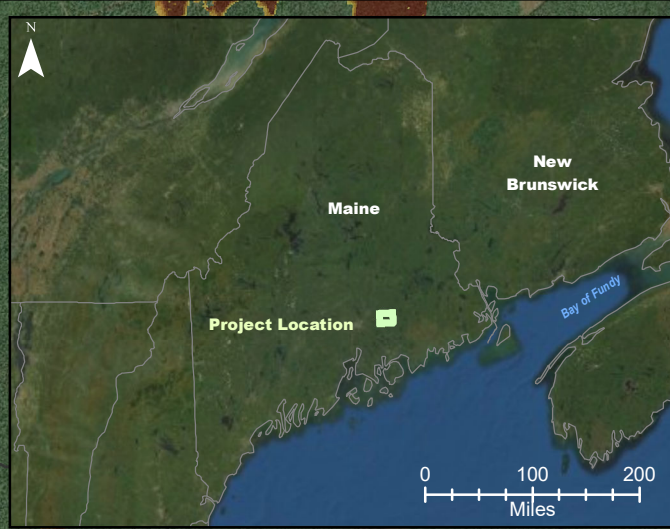 N
New
Brunswick
Maine
Bay of Fundy
Project Location
0 100 200
Miles